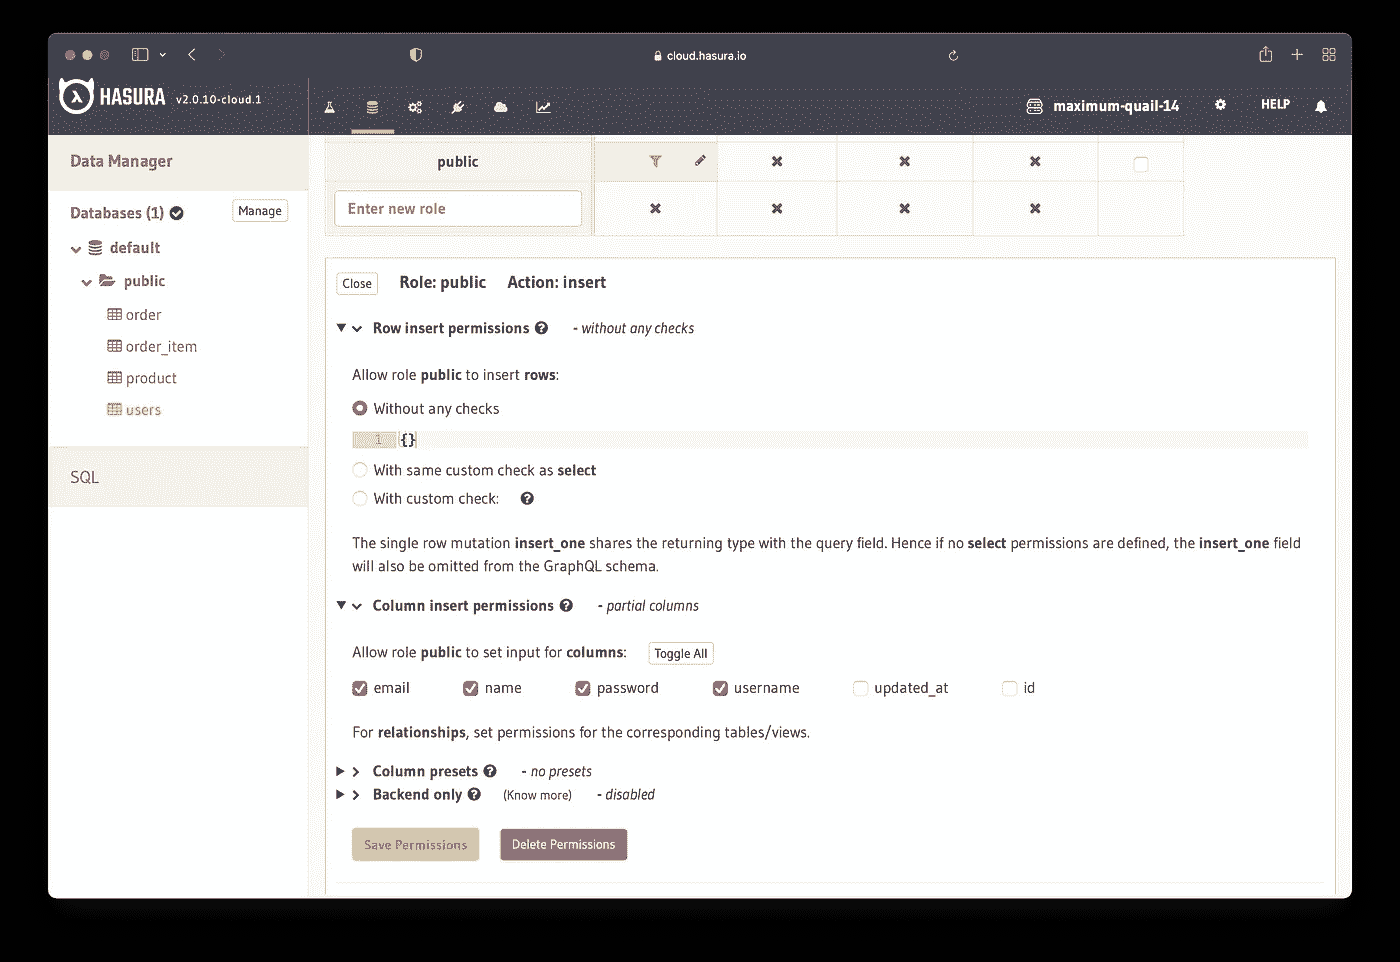 cloud.hasura.io
HASURA v2.0.10-cloud.1
maximum-quail-14 HELP
Data Manager
Databases (1) Manage
default
public
order
order_item
product
users
SQL
public
Enter new role
Close Role: public Action: insert
Row insert permissions - without any checks
Allow role public to insert rows:
Without any checks
1 {}
With same custom check as select
With custom check:
The single row mutation insert_one shares the returning type with the query field. Hence if no select permissions are defined, the insert_one field
will also be omitted from the GraphQL schema.
Column insert permissions - partial columns
Allow role public to set input for columns: Toggle All
email name password username updated_at id
For relationships, set permissions for the corresponding tables/views.
Column presets - no presets
Backend only (Know more) - disabled
Save Permissions Delete Permissions